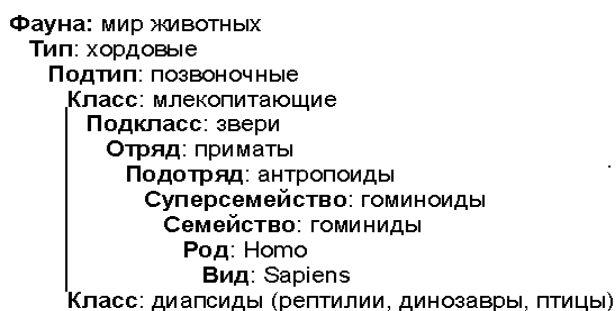 Фауна: мир животных
Тип: хордовые
Подтип: позвоночные
Класс: млекопитающие
Подкласс: звери
Отряд: приматы
Подотряд: антропоиды
Суперсемейство: гоминоиды
Семейство: гоминиды
Род: Homo
Вид: Sapiens
Класс: диапсиды (рептилии, динозавры, птицы)